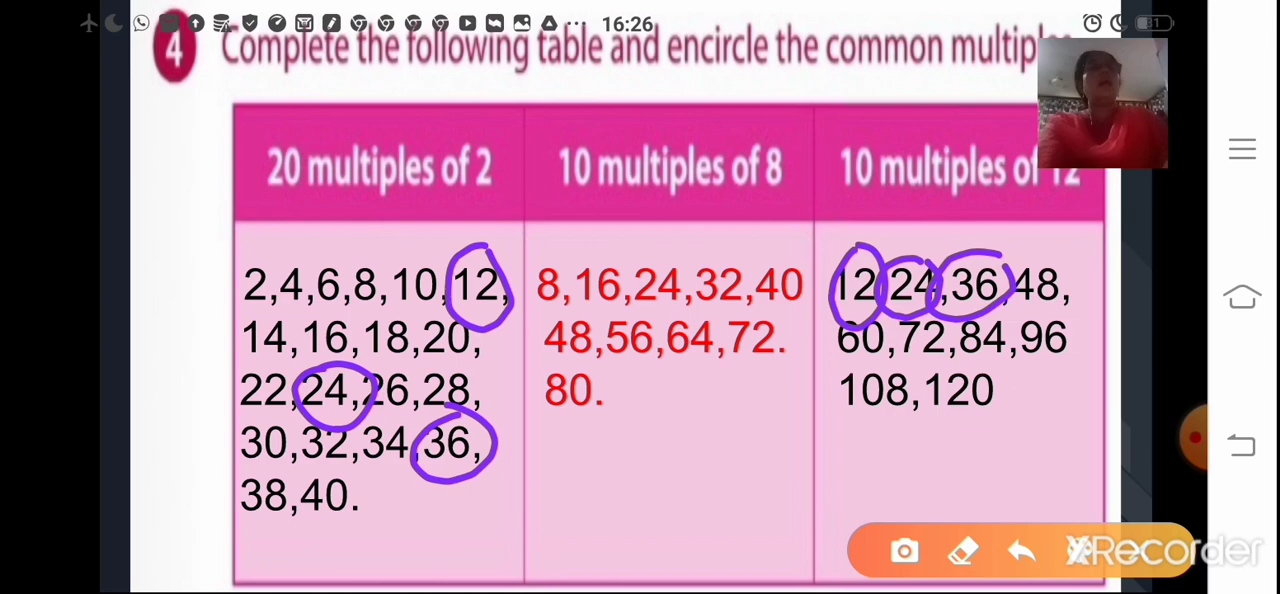 16:26
31
4 Complete the following table and encircle the common
20 multiples of 2
10 multiples of 8
10 multiples of 12
2,4,6,8,10,12,
14,16,18,20,
22,24,26,28,
30,32,34,36,
38,40.
8,16,24,32,40
48,56,64,72.
80.
12,24,36,48,
60,72,84,96
108,120
XRecorder